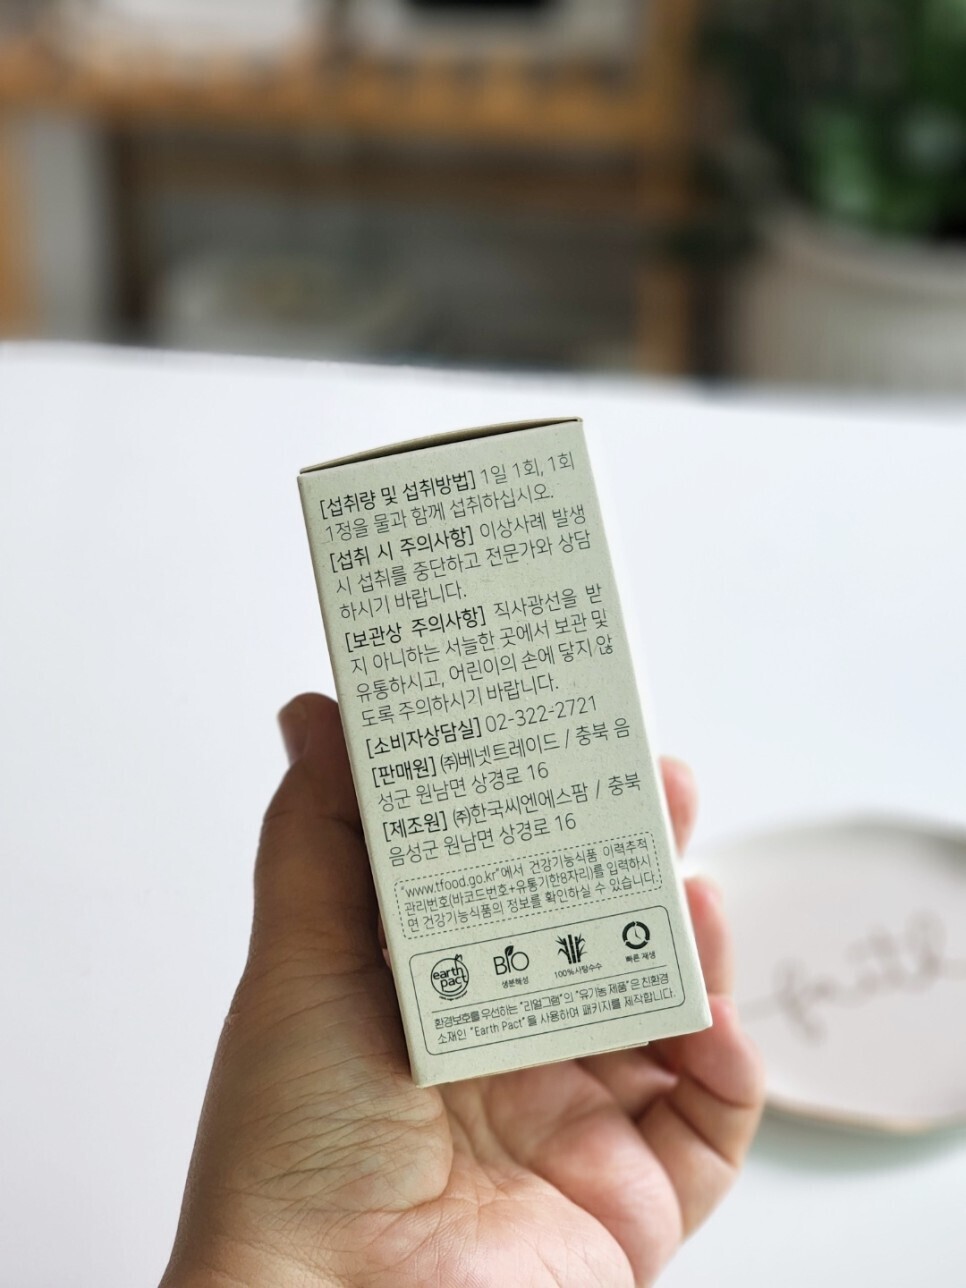 [섭취량 및 섭취방법] 1일 1회, 1회
1정을 물과 함께 섭취하십시오.
[섭취 시 주의사항] 이상사례 발생
시 섭취를 중단하고 전문가와 상담
하시기 바랍니다.
[보관상 주의사항] 직사광선을 받
지 아니하는 서늘한 곳에서 보관 및
유통하시고, 어린이의 손에 닿지 않
도록 주의하시기 바랍니다.
[소비자상담실] 02-322-2721
[판매원] ㈜베넷트레이드 / 충북 음
성군 원남면 상경로 16
[제조원] ㈜한국씨엔에스팜 / 충북
음성군 원남면 상경로 16
"www.tfood.go.kr"에서 건강기능식품 이력추적
관리번호(바코드번호+유통기한8자리)를 입력하시
면 건강기능식품의 정보를 확인하실 수 있습니다.
earth pact
BIO
생분해성
100%사탕수수
빠른 재생
환경보호를 우선하는 "리얼그램"의 "유기농 제품"은 친환경
소재인 "Earth Pact"을 사용하여 패키지를 제작합니다.